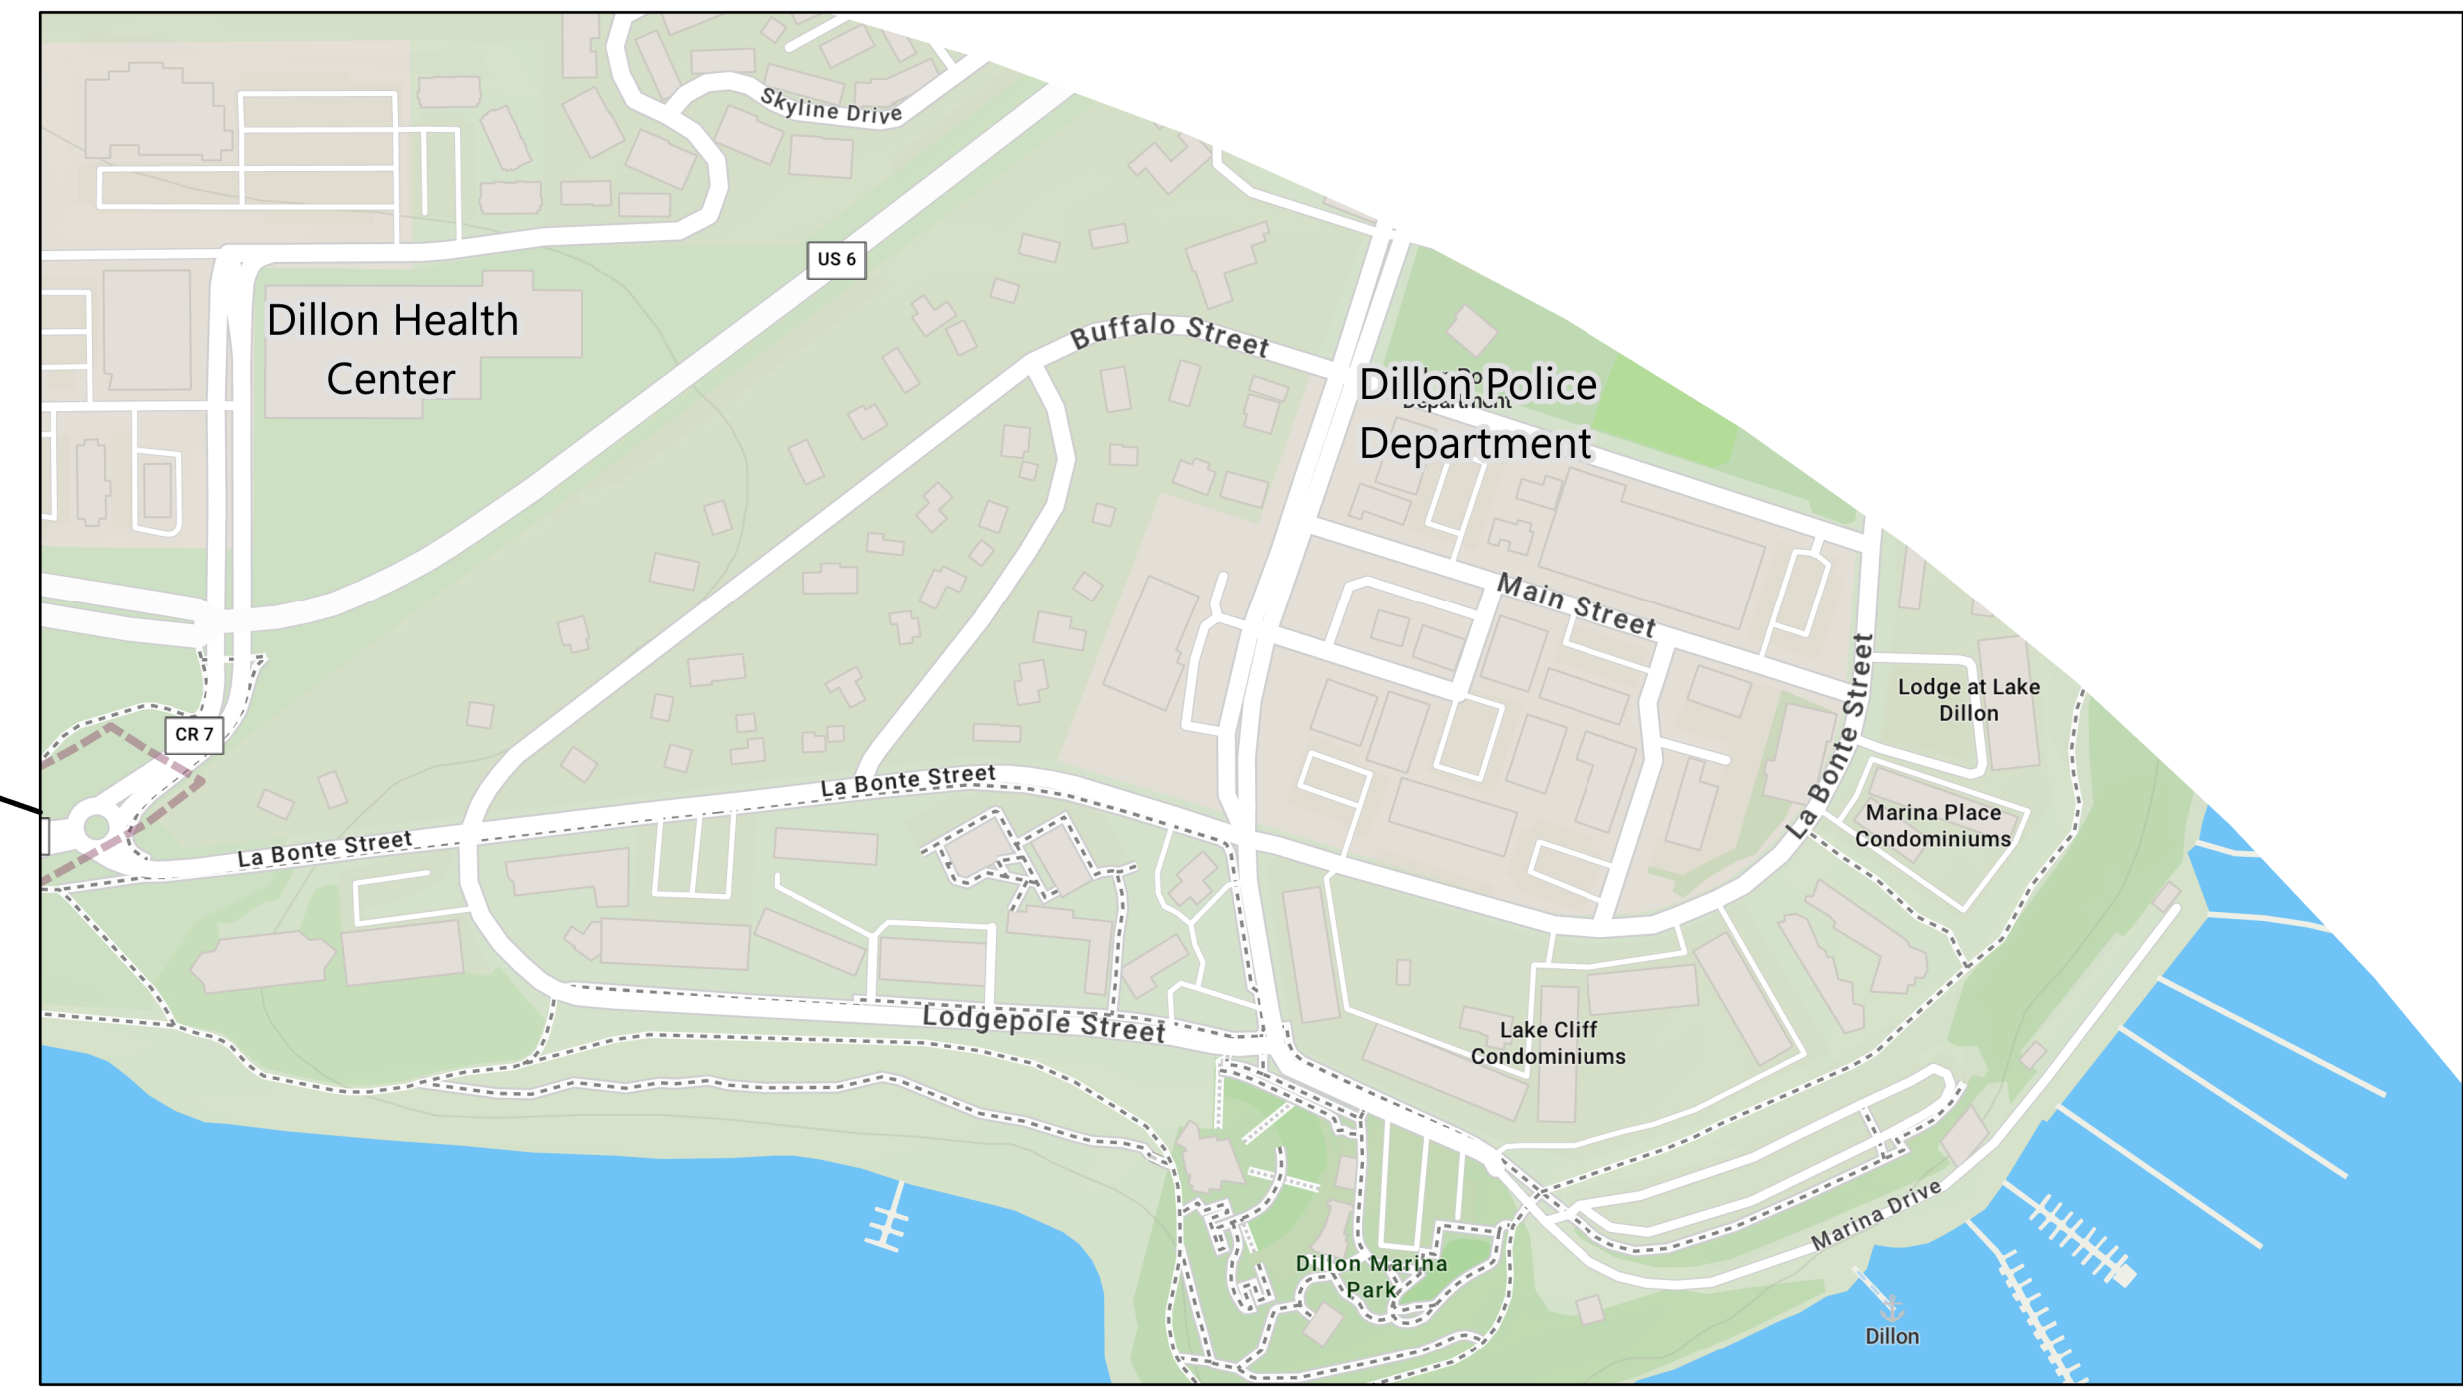 Skyline Drive
US 6
Dillon Health
Center
Buffalo Street
Dillon Police
Department
Department
Main Street
La Bonte Street
Lodge at Lake
Dillon
CR 7
La Bonte Street
La Bonte Street
Marina Place
Condominiums
Lodgepole Street
Lake Cliff
Condominiums
Marina Drive
Dillon Marina
Park
Dillon